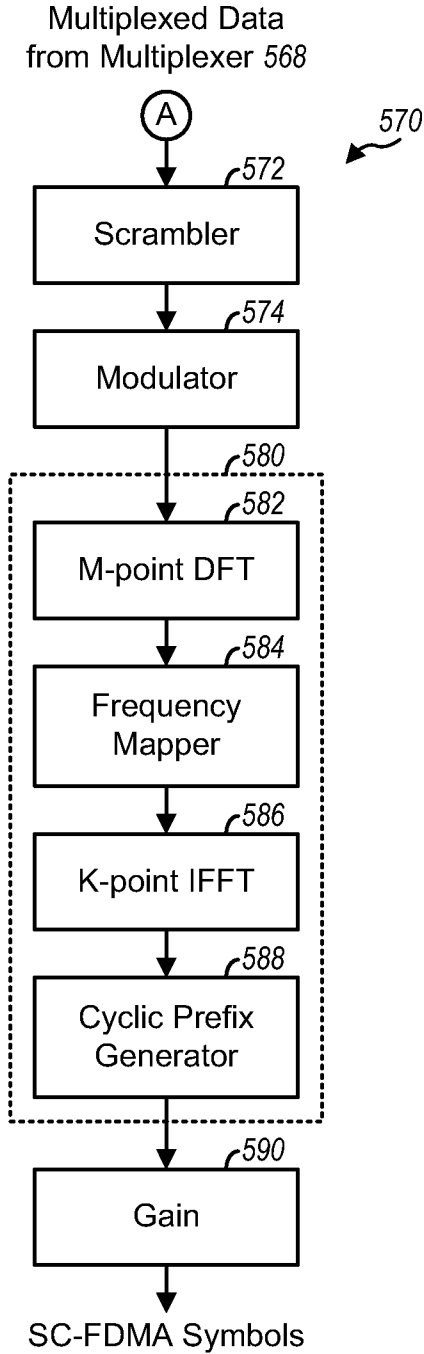 Multiplexed Data
from Multiplexer 568
A
570
572
Scrambler
574
Modulator
580
582
M-point DFT
584
Frequency
Mapper
586
K-point IFFT
588
Cyclic Prefix
Generator
590
Gain
SC-FDMA Symbols